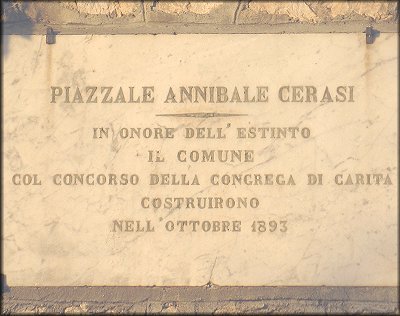 PIAZZALE ANNIBALE CERASI
IN ONORE DELL'ESTINTO
IL COMUNE
COL CONCORSO DELLA CONGREGA DI CARITÀ
COSTRUIRONO
NELL'OTTOBRE 1893